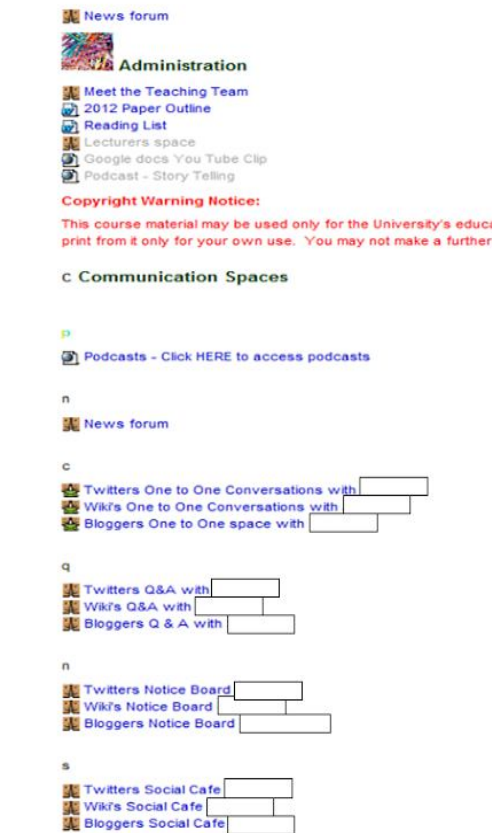 News forum
Administration
Meet the Teaching Team
2012 Paper Outline
Reading List
Lecturers space
Google docs You Tube Clip
Podcast - Story Telling
Copyright Warning Notice:
This course material may be used only for the University's educa
print from it only for your own use. You may not make a further
c Communication Spaces
p
Podcasts - Click HERE to access podcasts
n
News forum
c
Twitters One to One Conversations with
Wiki's One to One Conversations with
Bloggers One to One space with
q
Twitters Q&A with
Wiki's Q&A with
Bloggers Q & A with
n
Twitters Notice Board
Wiki's Notice Board
Bloggers Notice Board
s
Twitters Social Cafe
Wiki's Social Cafe
Bloggers Social Cafe